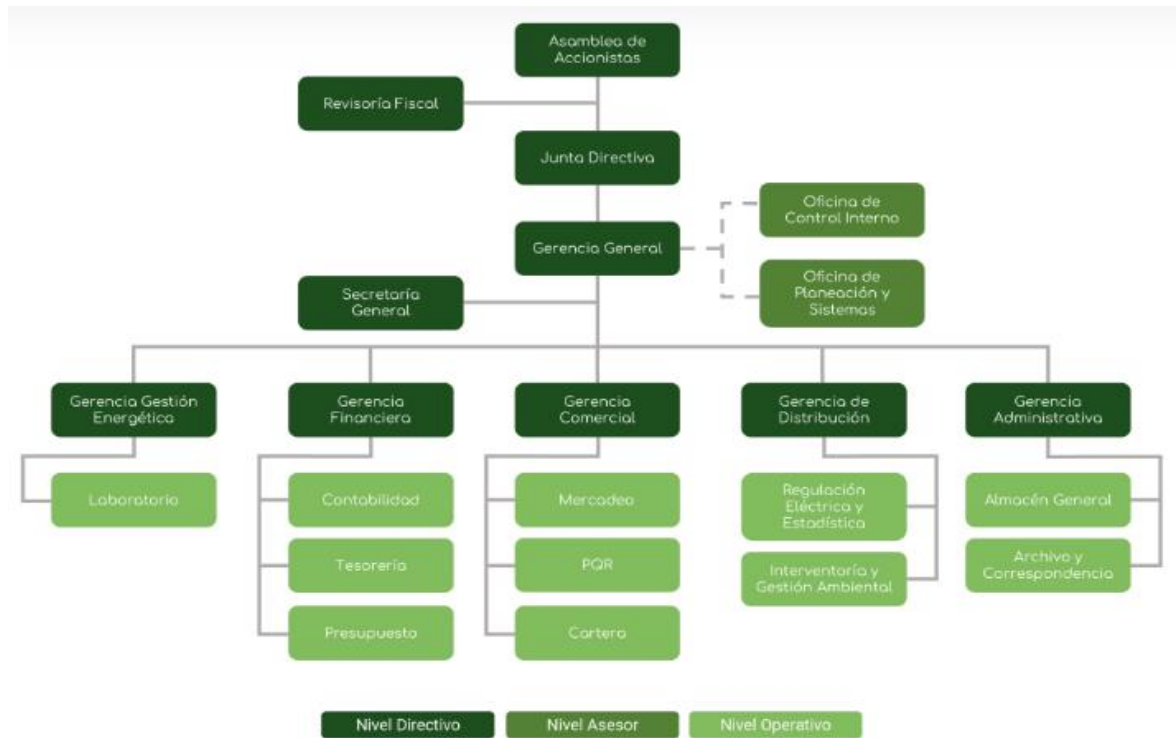 Asamblea de
Accionistas
Revisoría Fiscal
Junta Directiva
Oficina de
Control Interno
Gerencia General
Oficina de
Planeación y
Sistemas
Secretaría
General
Gerencia Gestión
Energética
Gerencia
Financiera
Gerencia
Comercial
Gerencia de
Distribución
Gerencia
Administrativa
Laboratorio
Contabilidad
Mercadeo
Regulación
Eléctrica y
Estadística
Almacén General
Tesorería
PQR
Interventoría y
Gestión Ambiental
Archivo y
Correspondencia
Presupuesto
Cartera
Nivel Directivo
Nivel Asesor
Nivel Operativo